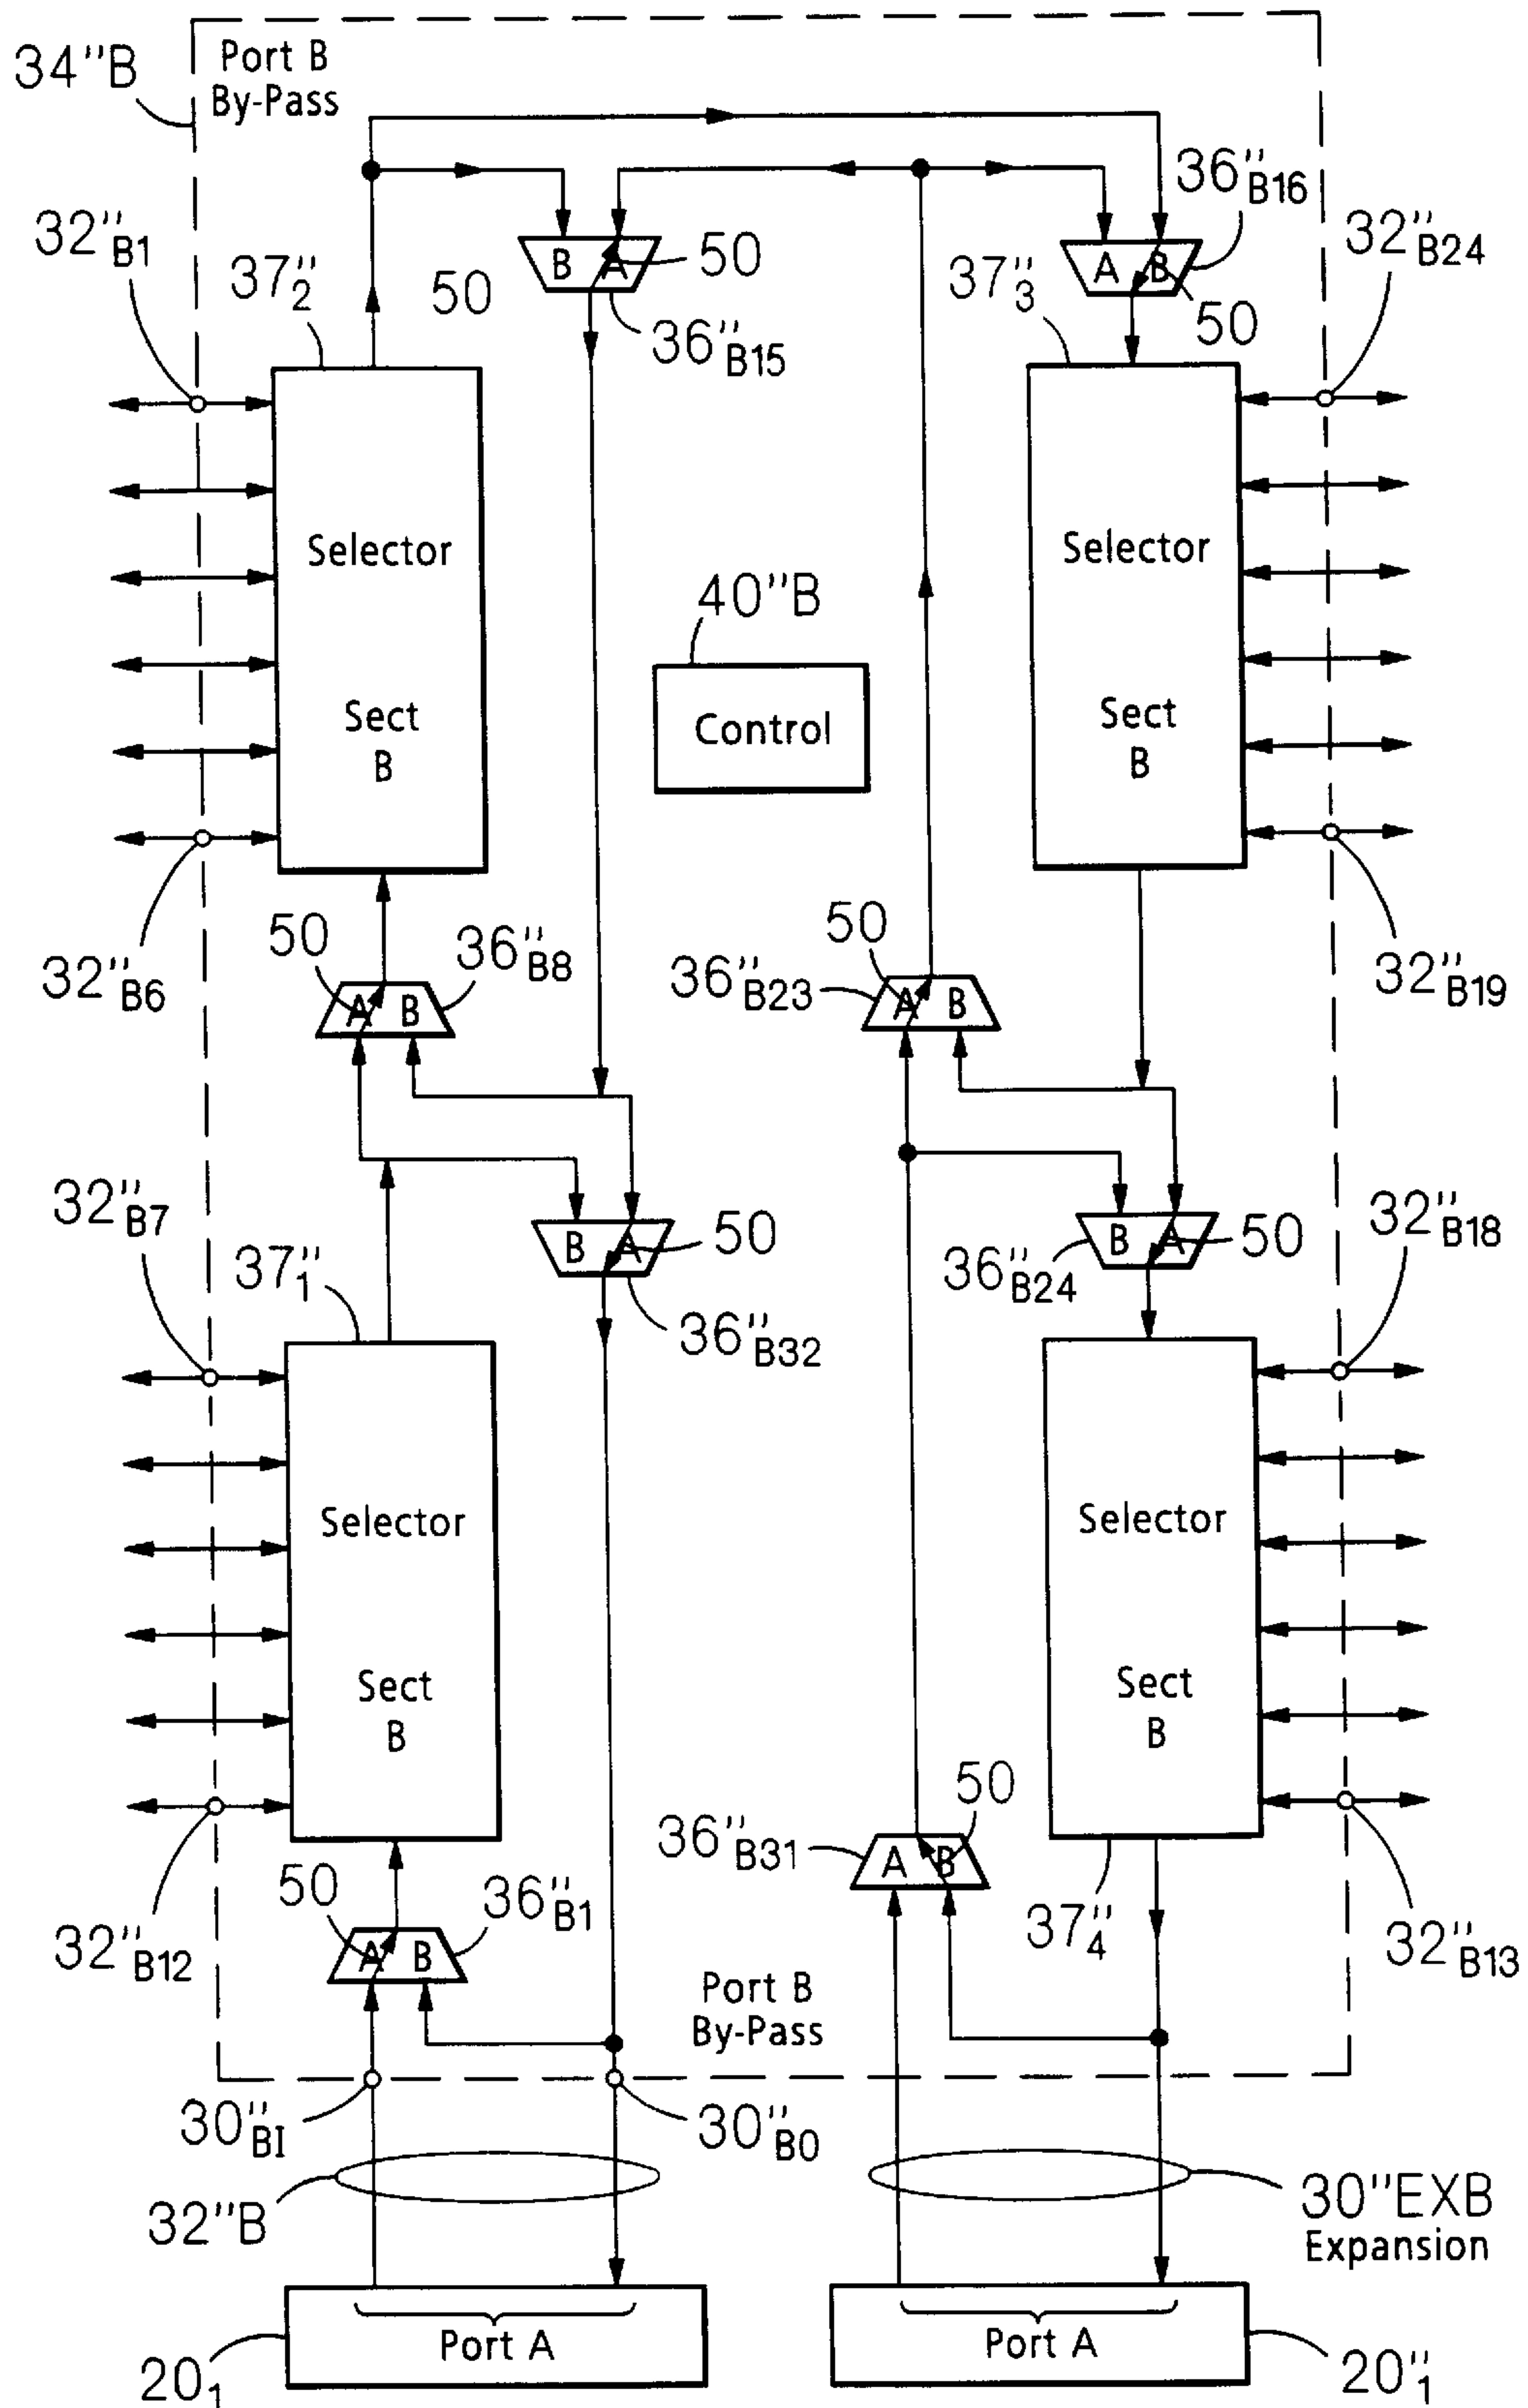 34"B
Port B
By-Pass
36"B16
32"B1
37"2
50
B A
50
36"B15
37"3
A B
50
32"B24
Selector
Sect
B
40"B
Control
Selector
Sect
B
32"B6
50
A B
36"B8
36"B23
50
A B
32"B19
32"B7
37"1
B A
50
36"B32
36"B24
B A
50
32"B18
Selector
Sect
B
Selector
Sect
B
32"B12
50
A B
36"B1
36"B31
50
A B
37"4
32"B13
Port B
By-Pass
30"BI
30"B0
32"B
30"EXB
Expansion
Port A
Port A
201
20"1